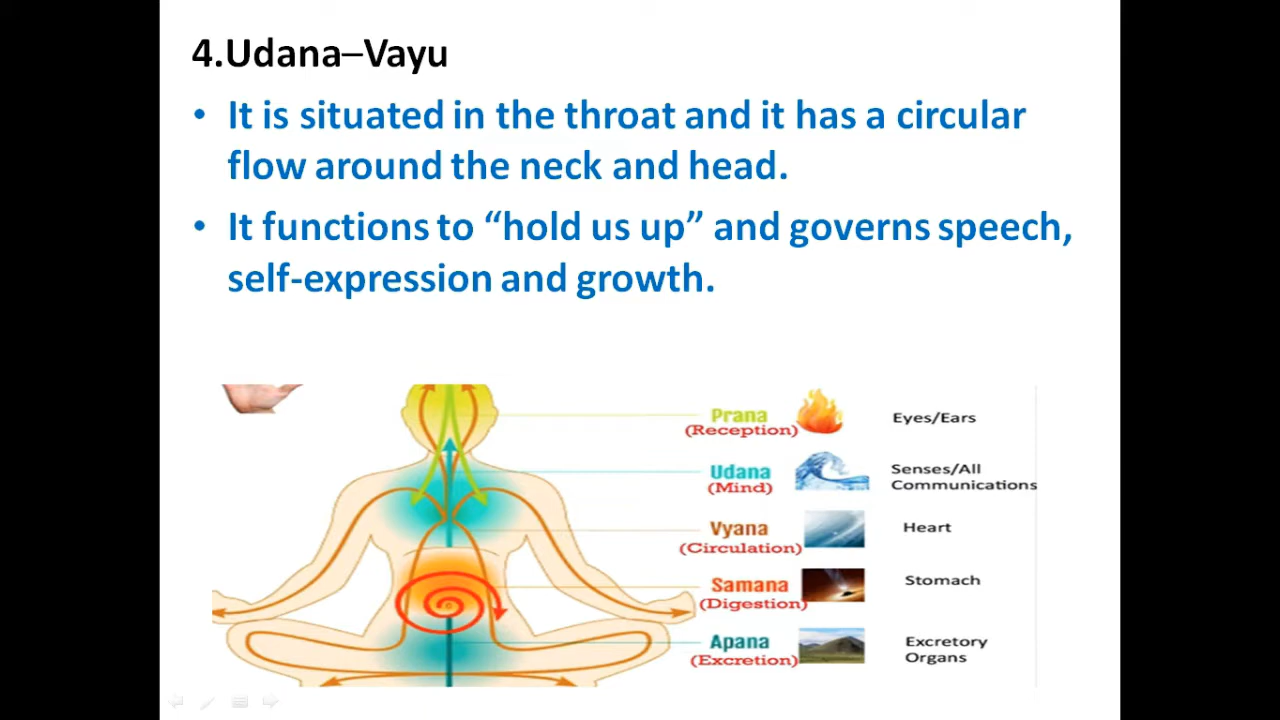 4.Udana–Vayu
• It is situated in the throat and it has a circular
flow around the neck and head.
• It functions to “hold us up” and governs speech,
self-expression and growth.
Prana
(Reception)
Eyes/Ears
Udana
(Mind)
Senses/All
Communications
Vyana
(Circulation)
Heart
Samana
(Digestion)
Stomach
Apana
(Excretion)
Excretory
Organs